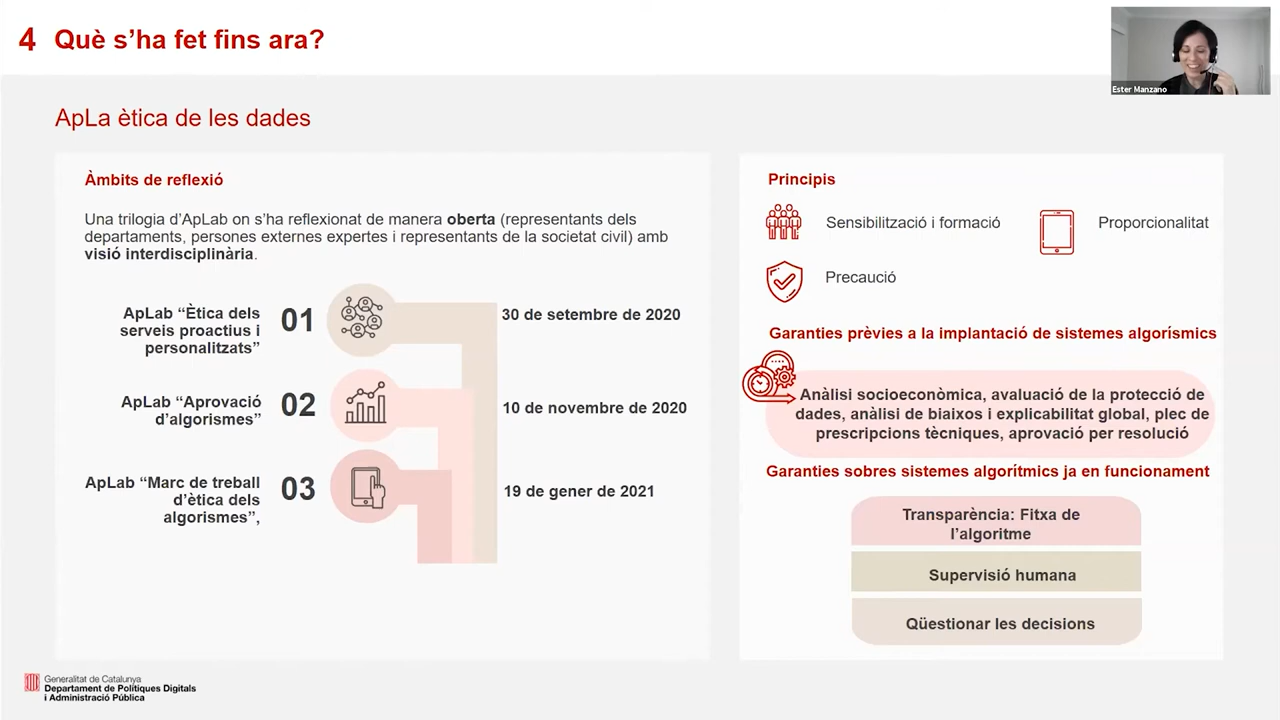 4 Què s’ha fet fins ara?
Ester Manzano
ApLa ètica de les dades
Àmbits de reflexió
Una trilogia d’ApLab on s’ha reflexionat de manera oberta (representants dels
departaments, persones externes expertes i representants de la societat civil) amb
visió interdisciplinària.
ApLab “Ètica dels
serveis proactius i
personalitzats”
01
30 de setembre de 2020
ApLab “Aprovació
d’algorismes”
02
10 de novembre de 2020
ApLab “Marc de treball
d’ètica dels
algorismes”,
03
19 de gener de 2021
Principis
Sensibilització i formació
Proporcionalitat
Precaució
Garanties prèvies a la implantació de sistemes algorísmics
Anàlisi socioeconòmica, avaluació de la protecció de
dades, anàlisi de biaixos i explicabilitat global, plec de
prescripcions tècniques, aprovació per resolució
Garanties sobres sistemes algorítmics ja en funcionament
Transparència: Fitxa de
l’algoritme
Supervisió humana
Qüestionar les decisions
Generalitat de Catalunya
Departament de Polítiques Digitals
i Administració Pública